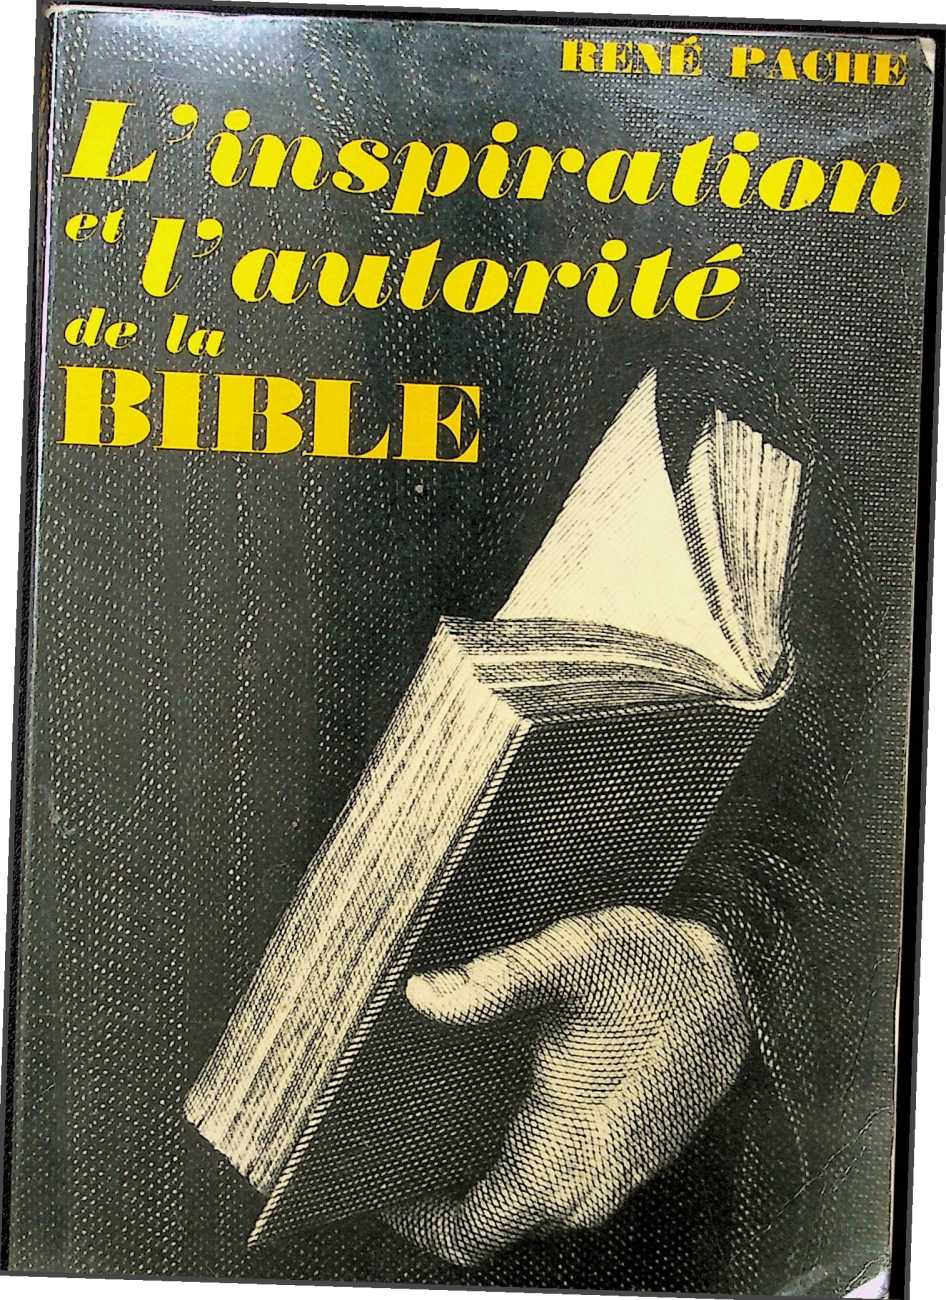 RENÉ PACHE
L'inspiration
et l'autorité
de la
BIBLE